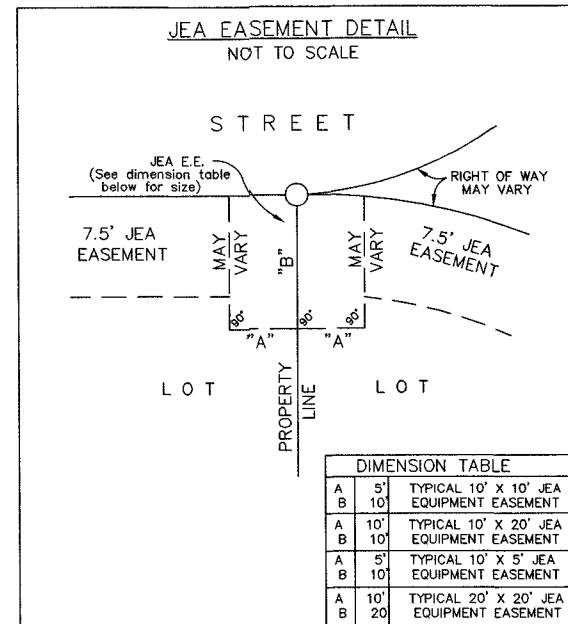 JEA EASEMENT DETAIL
NOT TO SCALE
STREET
JEA E.E.
(See dimension table
below for size)
RIGHT OF WAY
MAY VARY
7.5' JEA
EASEMENT
MAY
VARY
"B"
MAY
VARY
7.5' JEA
EASEMENT
90°
90°
90°
"A"
"A"
LOT
LOT
PROPERTY
LINE
DIMENSION TABLE
A 5' TYPICAL 10' X 10' JEA
B 10' EQUIPMENT EASEMENT
A 10' TYPICAL 10' X 20' JEA
B 10' EQUIPMENT EASEMENT
A 5' TYPICAL 10' X 5' JEA
B 10' EQUIPMENT EASEMENT
A 10' TYPICAL 20' X 20' JEA
B 20 EQUIPMENT EASEMENT